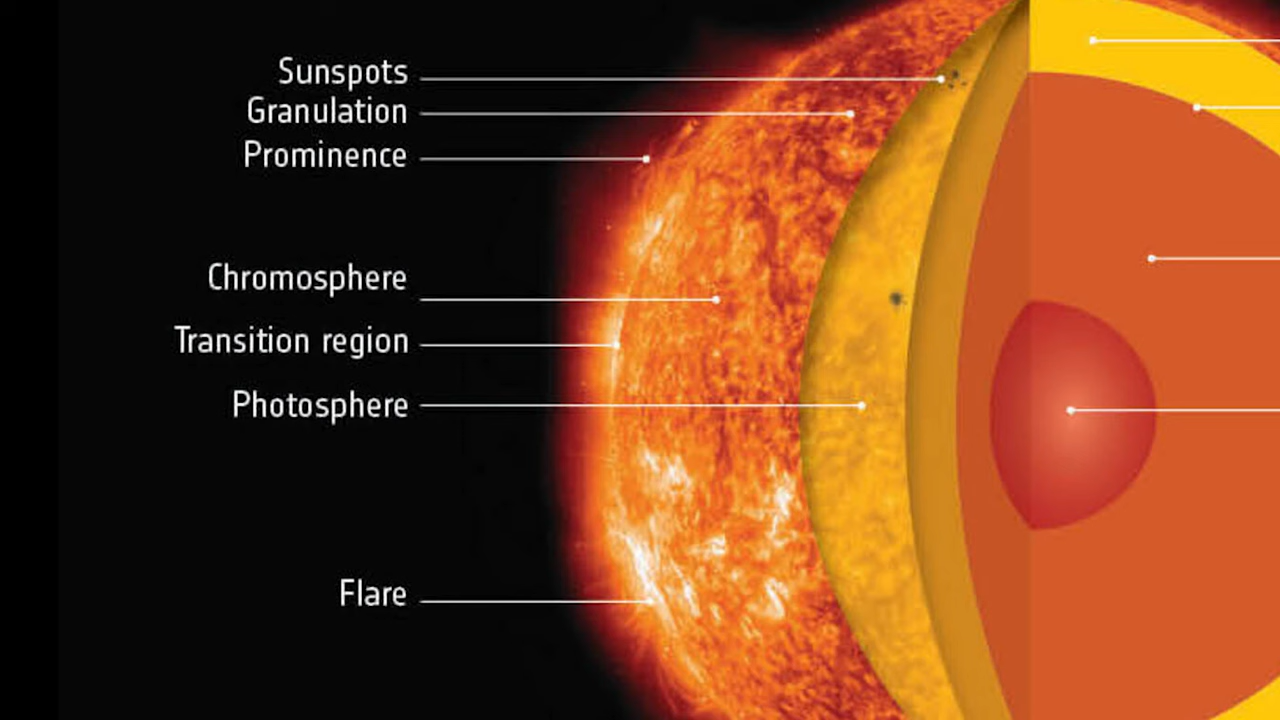 Sunspots
Granulation
Prominence
Chromosphere
Transition region
Photosphere
Flare